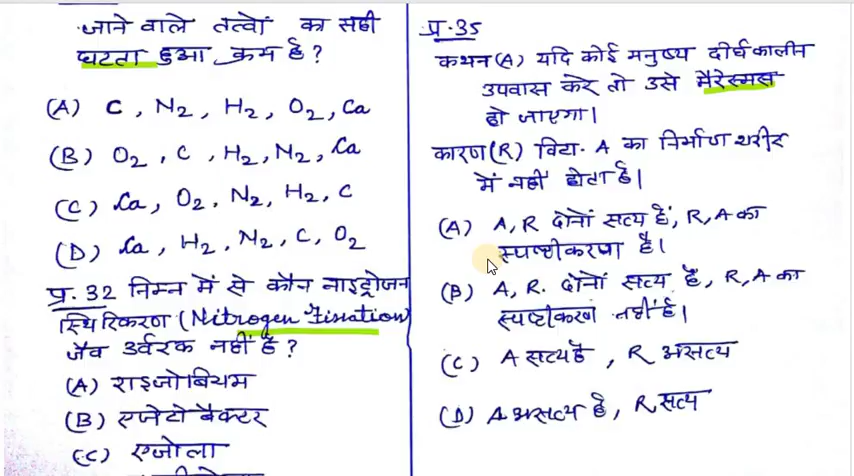 जाने वाले तत्वों का सही
घटता हुआ क्रम है ?
(A) C , N₂ , H₂ , O₂ , Ca
(B) O₂ , C , H₂ , N₂ , Ca
(C) Ca , O₂ , N₂ , H₂ , C
(D) Ca , H₂ , N₂ , C , O₂
प्र. 32 निम्न में से कौन नाइट्रोजन
स्थिरिकरण (Nitrogen Fixation)
जैव उर्वरक नहीं है ?
(A) राइजोबियम
(B) एजेटोबैक्टर
(C) एजोला
प्र. 35
कथन (A) यदि कोई मनुष्य दीर्घकालीन
उपवास करे तो उसे मैरेस्मस
हो जाएगा।
कारण (R) विटा. A का निर्माण शरीर
में नहीं होता है।
(A) A, R दोनों सत्य हैं, R, A का
स्पष्टीकरण है।
(B) A, R. दोनों सत्य हैं , R, A का
स्पष्टीकरण नहीं है।
(C) A सत्य है , R असत्य
(D) A असत्य है , R सत्य